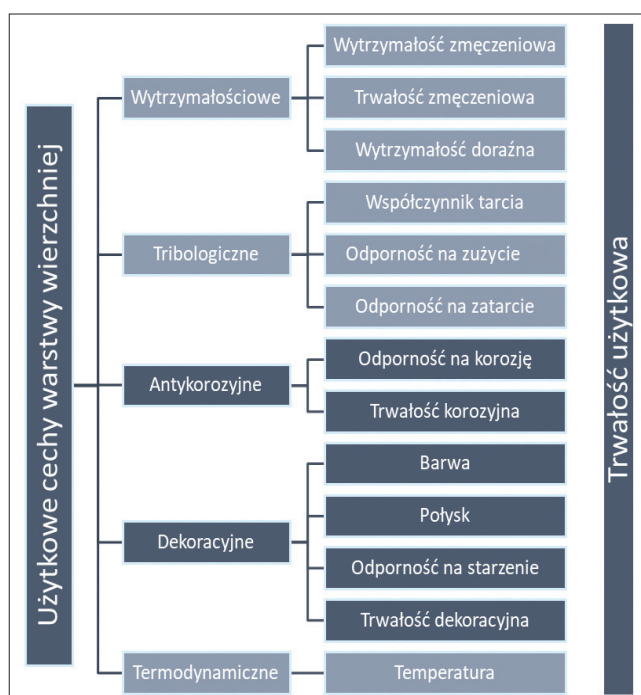 Użytkowe cechy warstwy wierzchniej
Wytrzymałościowe
Wytrzymałość zmęczeniowa
Trwałość zmęczeniowa
Wytrzymałość doraźna
Tribologiczne
Współczynnik tarcia
Odporność na zużycie
Odporność na zatarcie
Antykorozyjne
Odporność na korozję
Trwałość korozyjna
Dekoracyjne
Barwa
Połysk
Odporność na starzenie
Trwałość dekoracyjna
Termodynamiczne
Temperatura
Trwałość użytkowa